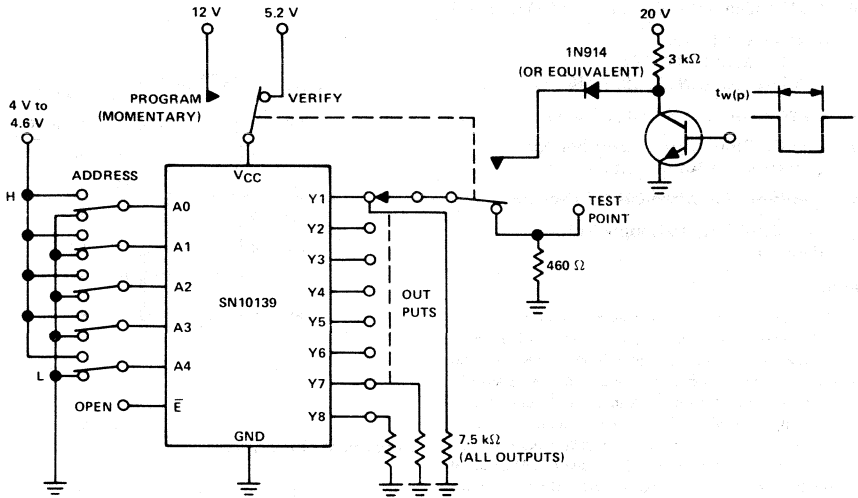 12 V
5.2 V
20 V
1N914
(OR EQUIVALENT)
3 kΩ
tw(p)
PROGRAM
(MOMENTARY)
VERIFY
4 V to
4.6 V
ADDRESS
VCC
H
A0
A1
A2
A3
A4
L
OPEN
E
SN10139
GND
Y1
Y2
Y3
Y4
Y5
Y6
Y7
Y8
OUT
PUTS
TEST
POINT
460 Ω
7.5 kΩ
(ALL OUTPUTS)